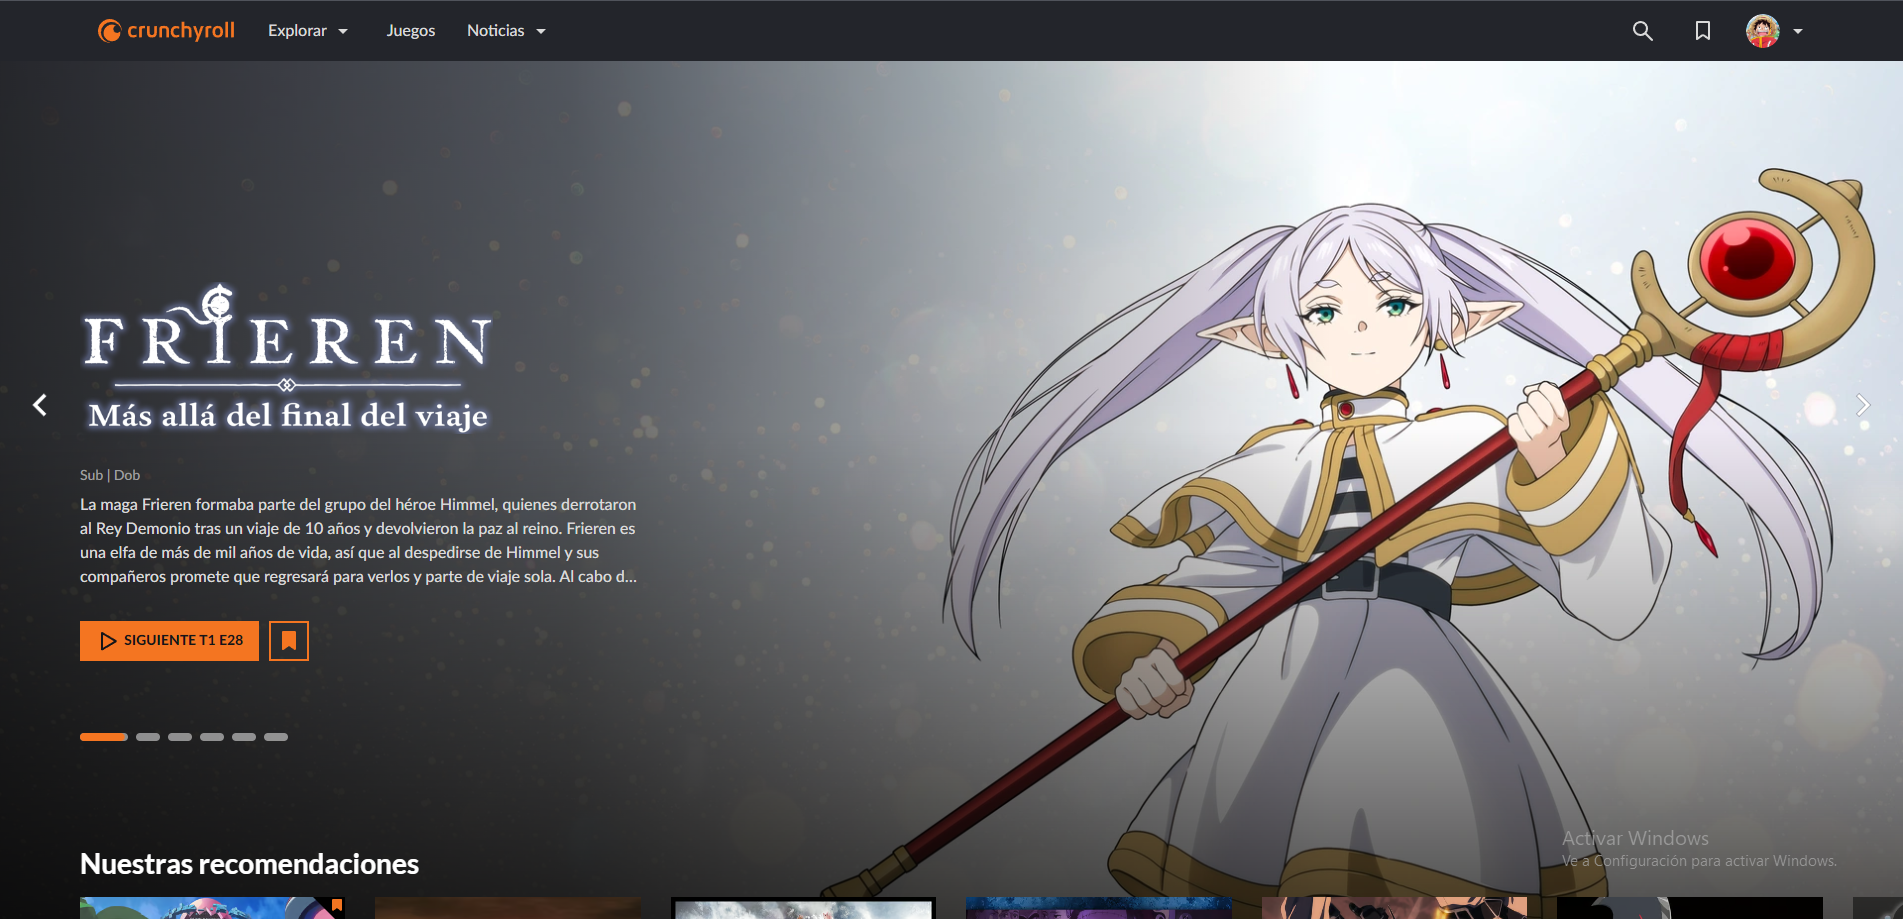 crunchyroll
Explorar
Juegos
Noticias
FRIEREN
Más allá del final del viaje
Sub | Dob
La maga Frieren formaba parte del grupo del héroe Himmel, quienes derrotaron
al Rey Demonio tras un viaje de 10 años y devolvieron la paz al reino. Frieren es
una elfa de más de mil años de vida, así que al despedirse de Himmel y sus
compañeros promete que regresará para verlos y parte de viaje sola. Al cabo d...
SIGUIENTE T1 E28
Activar Windows
Ve a Configuración para activar Windows.
Nuestras recomendaciones